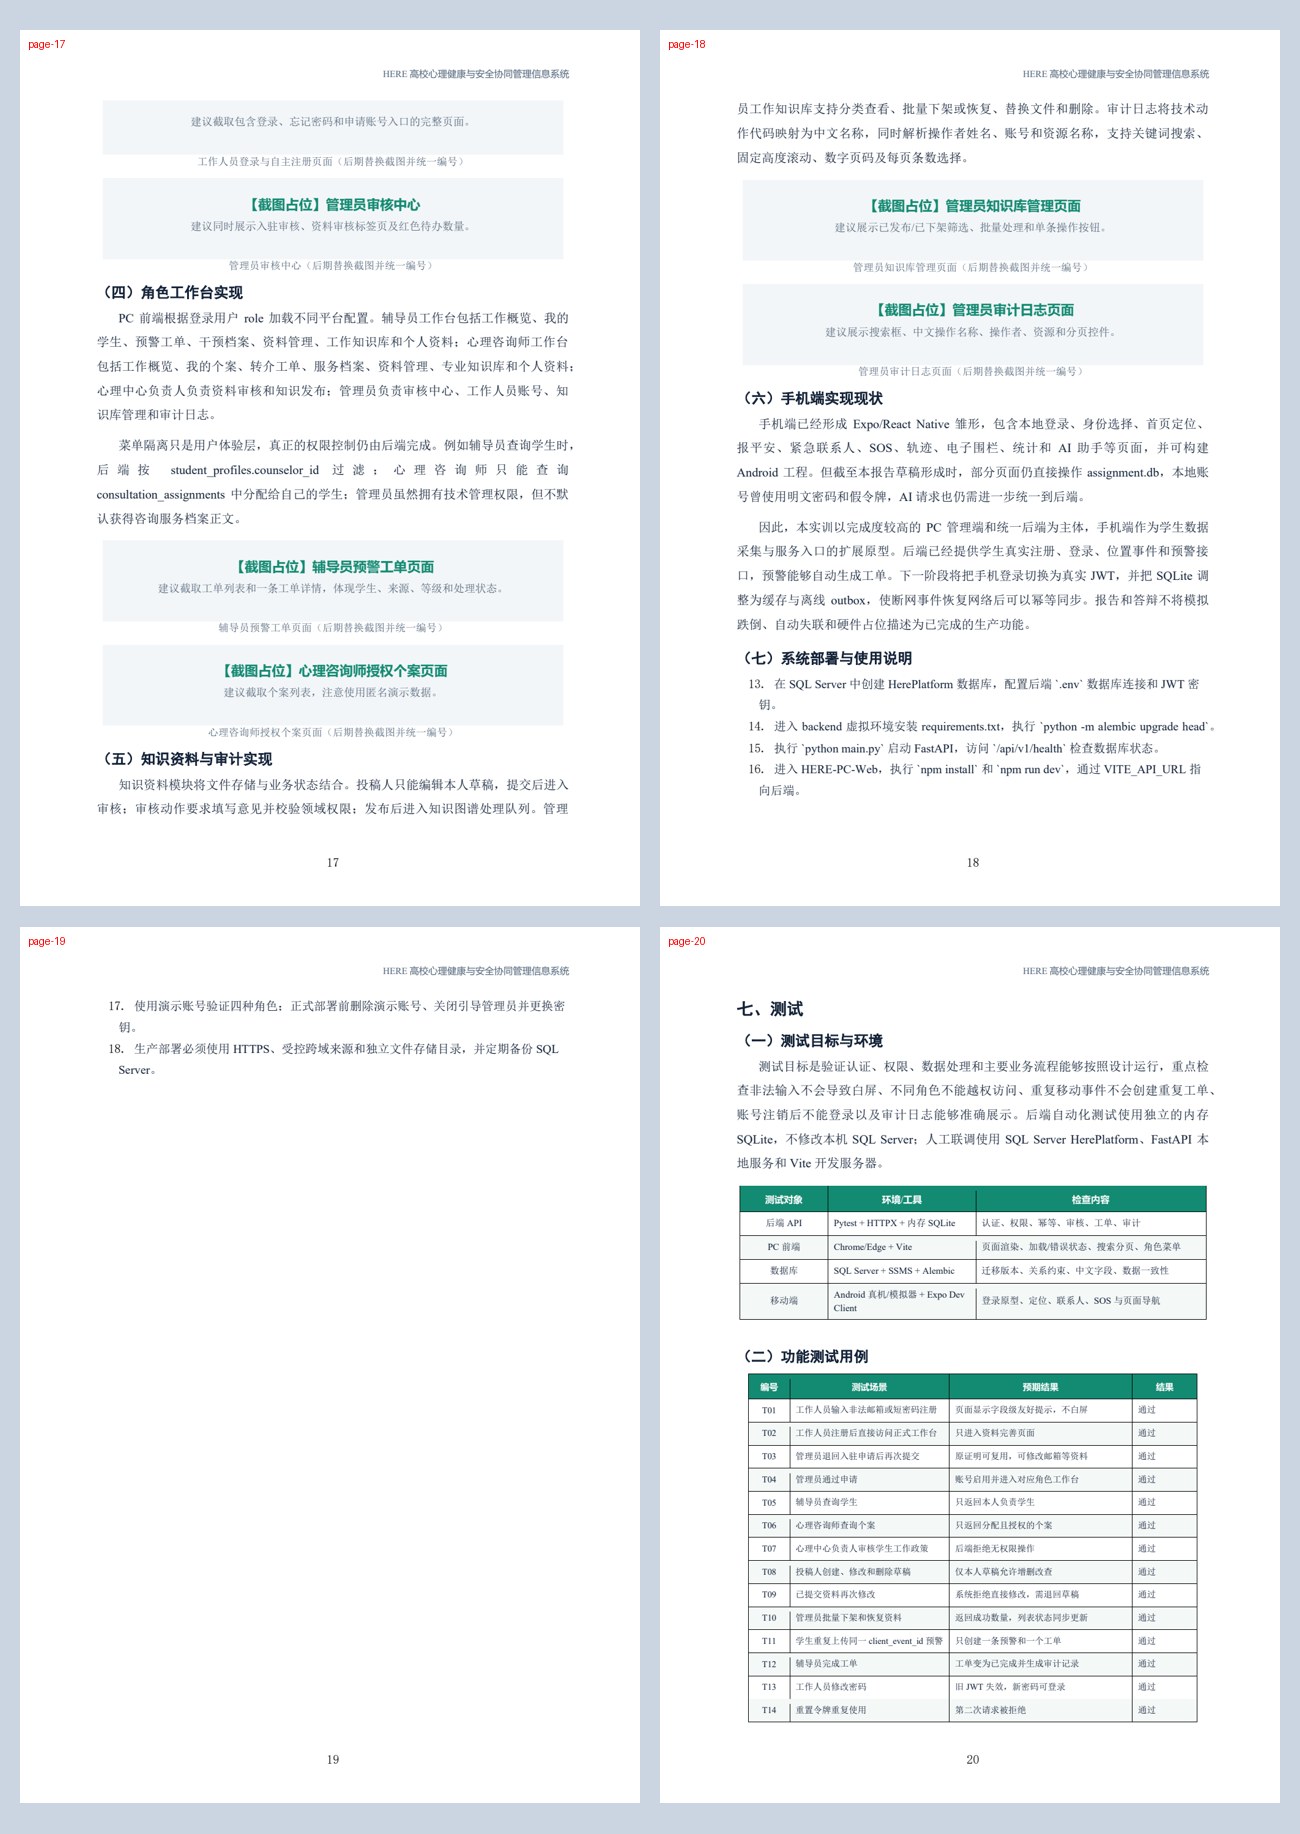 page-17
HERE 高校心理健康与安全协同管理信息系统
建议截取包含登录、忘记密码和申请账号入口的完整页面。
工作人员登录与自主注册页面（后期替换截图并统一编号）
【截图占位】管理员审核中心
建议同时展示入驻审核、资料审核标签页及红色待办数量。
管理员审核中心（后期替换截图并统一编号）
（四）角色工作台实现
PC 前端根据登录用户 role 加载不同平台配置。辅导员工作台包括工作概览、我的
学生、预警工单、干预档案、资料管理、工作知识库和个人资料；心理咨询师工作台
包括工作概览、我的个案、转介工单、服务档案、资料管理、专业知识库和个人资料；
心理中心负责人负责资料审核和知识发布；管理员负责审核中心、工作人员账号、知
识库管理和审计日志。
菜单隔离只是用户体验层，真正的权限控制仍由后端完成。例如辅导员查询学生时，
后端按 student_profiles.counselor_id 过滤；心理咨询师只能查询
consultation_assignments 中分配给自己的学生；管理员虽然拥有技术管理权限，但不默
认获得咨询服务档案正文。
【截图占位】辅导员预警工单页面
建议截取工单列表和一条工单详情，体现学生、来源、等级和处理状态。
辅导员预警工单页面（后期替换截图并统一编号）
【截图占位】心理咨询师授权个案页面
建议截取个案列表，注意使用匿名演示数据。
心理咨询师授权个案页面（后期替换截图并统一编号）
（五）知识资料与审计实现
知识资料模块将文件存储与业务状态结合。投稿人只能编辑本人草稿，提交后进入
审核；审核动作要求填写意见并校验领域权限；发布后进入知识图谱处理队列。管理
17
page-18
HERE 高校心理健康与安全协同管理信息系统
员工作知识库支持分类查看、批量下架或恢复、替换文件和删除。审计日志将技术动
作代码映射为中文名称，同时解析操作者姓名、账号和资源名称，支持关键词搜索、
固定高度滚动、数字页码及每页条数选择。
【截图占位】管理员知识库管理页面
建议展示已发布/已下架筛选、批量处理和单条操作按钮。
管理员知识库管理页面（后期替换截图并统一编号）
【截图占位】管理员审计日志页面
建议展示搜索框、中文操作名称、操作者、资源和分页控件。
管理员审计日志页面（后期替换截图并统一编号）
（六）手机端实现现状
手机端已经形成 Expo/React Native 雏形，包含本地登录、身份选择、首页定位、
报平安、紧急联系人、SOS、轨迹、电子围栏、统计和 AI 助手等页面，并可构建
Android 工程。但截至本报告草稿形成时，部分页面仍直接操作 assignment.db，本地账
号曾使用明文密码和假令牌，AI 请求也仍需进一步统一到后端。
因此，本实训以完成度较高的 PC 管理端和统一后端为主体，手机端作为学生数据
采集与服务入口的扩展原型。后端已经提供学生真实注册、登录、位置事件和预警接
口，预警能够自动生成工单。下一阶段将把手机登录切换为真实 JWT，并把 SQLite 调
整为缓存与离线 outbox，使断网事件恢复网络后可以幂等同步。报告和答辩不将模拟
跌倒、自动失联和硬件占位描述为已完成的生产功能。
（七）系统部署与使用说明
13. 在 SQL Server 中创建 HerePlatform 数据库，配置后端 `.env` 数据库连接和 JWT 密
钥。
14. 进入 backend 虚拟环境安装 requirements.txt，执行 `python -m alembic upgrade head`。
15. 执行 `python main.py` 启动 FastAPI，访问 `/api/v1/health` 检查数据库状态。
16. 进入 HERE-PC-Web，执行 `npm install` 和 `npm run dev`，通过 VITE_API_URL 指
向后端。
18
page-19
HERE 高校心理健康与安全协同管理信息系统
17. 使用演示账号验证四种角色；正式部署前删除演示账号、关闭引导管理员并更换密
钥。
18. 生产部署必须使用 HTTPS、受控跨域来源和独立文件存储目录，并定期备份 SQL
Server。
19
page-20
HERE 高校心理健康与安全协同管理信息系统
七、测试
（一）测试目标与环境
测试目标是验证认证、权限、数据处理和主要业务流程能够按照设计运行，重点检
查非法输入不会导致白屏、不同角色不能越权访问、重复移动事件不会创建重复工单、
账号注销后不能登录以及审计日志能够准确展示。后端自动化测试使用独立的内存
SQLite，不修改本机 SQL Server；人工联调使用 SQL Server HerePlatform、FastAPI 本
地服务和 Vite 开发服务器。
测试对象 环境/工具 检查内容
后端 API Pytest + HTTPX + 内存 SQLite 认证、权限、幂等、审核、工单、审计
PC 前端 Chrome/Edge + Vite 页面渲染、加载/错误状态、搜索分页、角色菜单
数据库 SQL Server + SSMS + Alembic 迁移版本、关系约束、中文字段、数据一致性
移动端 Android 真机/模拟器 + Expo Dev Client 登录原型、定位、联系人、SOS 与页面导航
（二）功能测试用例
编号 测试场景 预期结果 结果
T01 工作人员输入非法邮箱或短密码注册 页面显示字段级友好提示，不白屏 通过
T02 工作人员注册后直接访问正式工作台 只进入资料完善页面 通过
T03 管理员退回入驻申请后再次提交 原证明可复用，可修改邮箱等资料 通过
T04 管理员通过申请 账号启用并进入对应角色工作台 通过
T05 辅导员查询学生 只返回本人负责学生 通过
T06 心理咨询师查询个案 只返回分配且授权的个案 通过
T07 心理中心负责人审核学生工作政策 后端拒绝无权限操作 通过
T08 投稿人创建、修改和删除草稿 仅本人草稿允许增删改查 通过
T09 已提交资料再次修改 系统拒绝直接修改，需退回草稿 通过
T10 管理员批量下架和恢复资料 返回成功数量，列表状态同步更新 通过
T11 学生重复上传同一 client_event_id 预警 只创建一条预警和一个工单 通过
T12 辅导员完成工单 工单变为已完成并生成审计记录 通过
T13 工作人员修改密码 旧 JWT 失效，新密码可登录 通过
T14 重置令牌重复使用 第二次请求被拒绝 通过
20